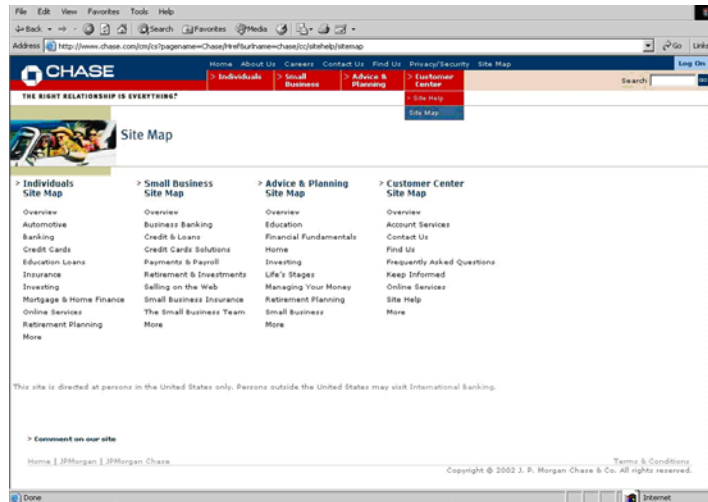 File Edit View Favorites Tools Help
Back Search Favorites Media
Address http://www.chase.com/cm/cs?pagename=Chase/Href&urlname=chase/cc/sitehelp/sitemap Go Links
CHASE
Home About Us Careers Contact Us Find Us Privacy/Security Site Map Log On
> Individuals > Small Business > Advice & Planning > Customer Center
Search
THE RIGHT RELATIONSHIP IS EVERYTHING.
> Site Help
Site Map
Site Map
> Individuals Site Map
Overview
Automotive
Banking
Credit Cards
Education Loans
Insurance
Investing
Mortgage & Home Finance
Online Services
Retirement Planning
More
> Small Business Site Map
Overview
Business Banking
Credit & Loans
Credit Cards Solutions
Payments & Payroll
Retirement & Investments
Selling on the Web
Small Business Insurance
The Small Business Team
More
> Advice & Planning Site Map
Overview
Education
Financial Fundamentals
Home
Investing
Life's Stages
Managing Your Money
Retirement Planning
Small Business
More
> Customer Center Site Map
Overview
Account Services
Contact Us
Find Us
Frequently Asked Questions
Keep Informed
Online Services
Site Help
More
This site is directed at persons in the United States only. Persons outside the United States may visit International Banking.
> Comment on our site
Home | JPMorgan | JPMorgan Chase
Terms & Conditions
Copyright © 2002 J. P. Morgan Chase & Co. All rights reserved.
Done Internet